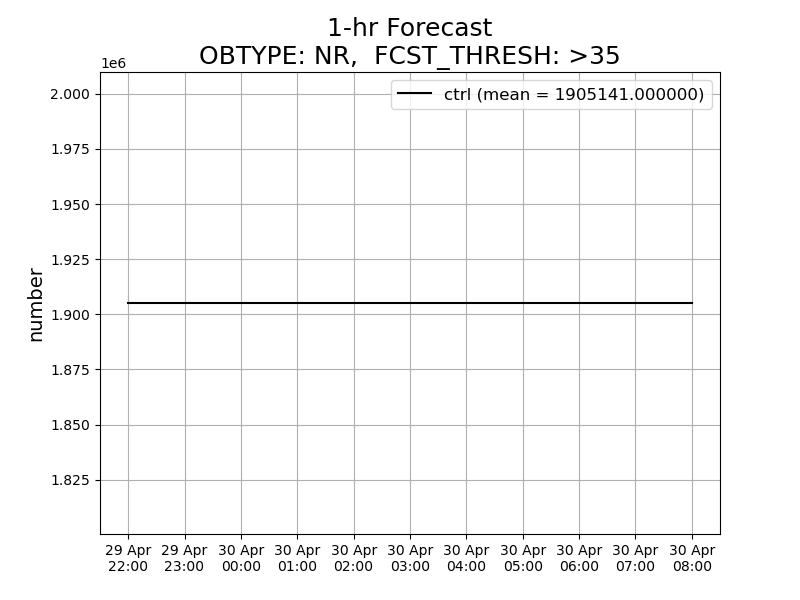 1-hr Forecast
OBTYPE: NR,  FCST_THRESH: >35
1e6
ctrl (mean = 1905141.000000)
2.000
1.975
1.950
1.925
1.900
1.875
1.850
1.825
number
29 Apr 29 Apr 30 Apr 30 Apr 30 Apr 30 Apr 30 Apr 30 Apr 30 Apr 30 Apr 30 Apr
22:00 23:00 00:00 01:00 02:00 03:00 04:00 05:00 06:00 07:00 08:00